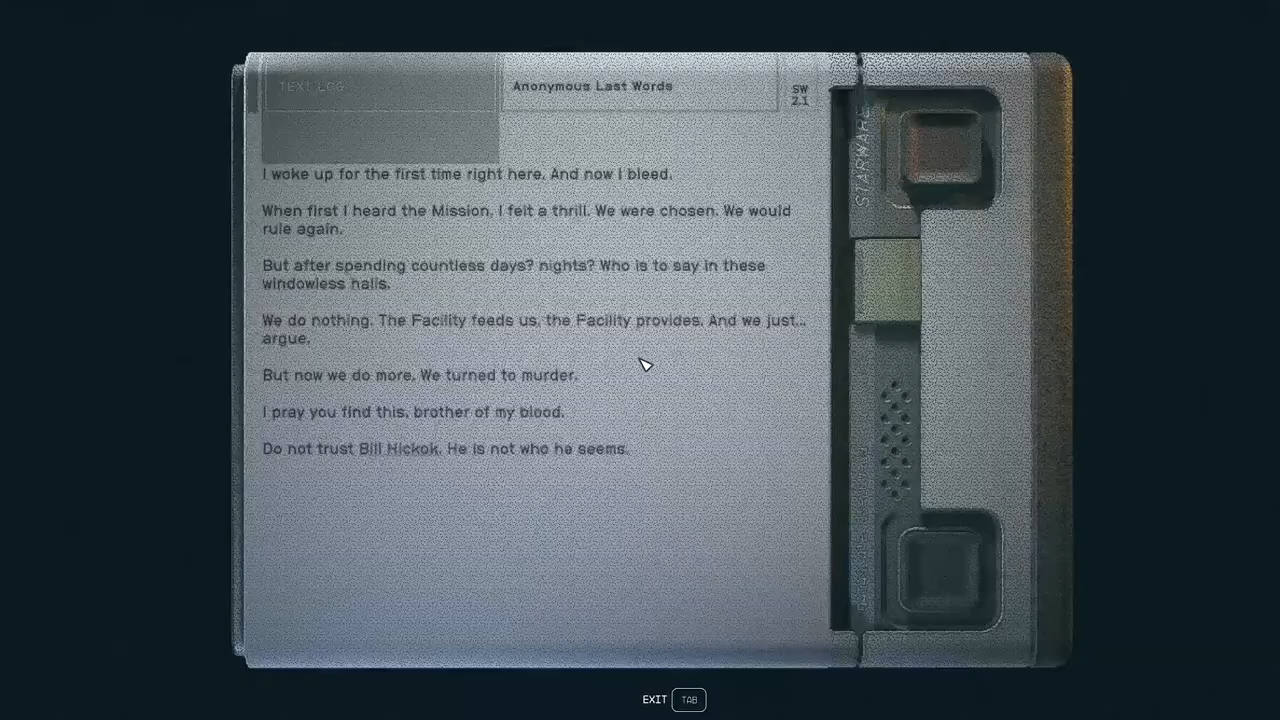 TEXT LOG
Anonymous Last Words
SW
2.1
I woke up for the first time right here. And now I bleed.
When first I heard the Mission, I felt a thrill. We were chosen. We would
rule again.
But after spending countless days? nights? Who is to say in these
windowless halls.
We do nothing. The Facility feeds us, the Facility provides. And we just...
argue.
But now we do more. We turned to murder.
I pray you find this, brother of my blood.
Do not trust Bill Hickok. He is not who he seems.
STARWARE
EXIT TAB